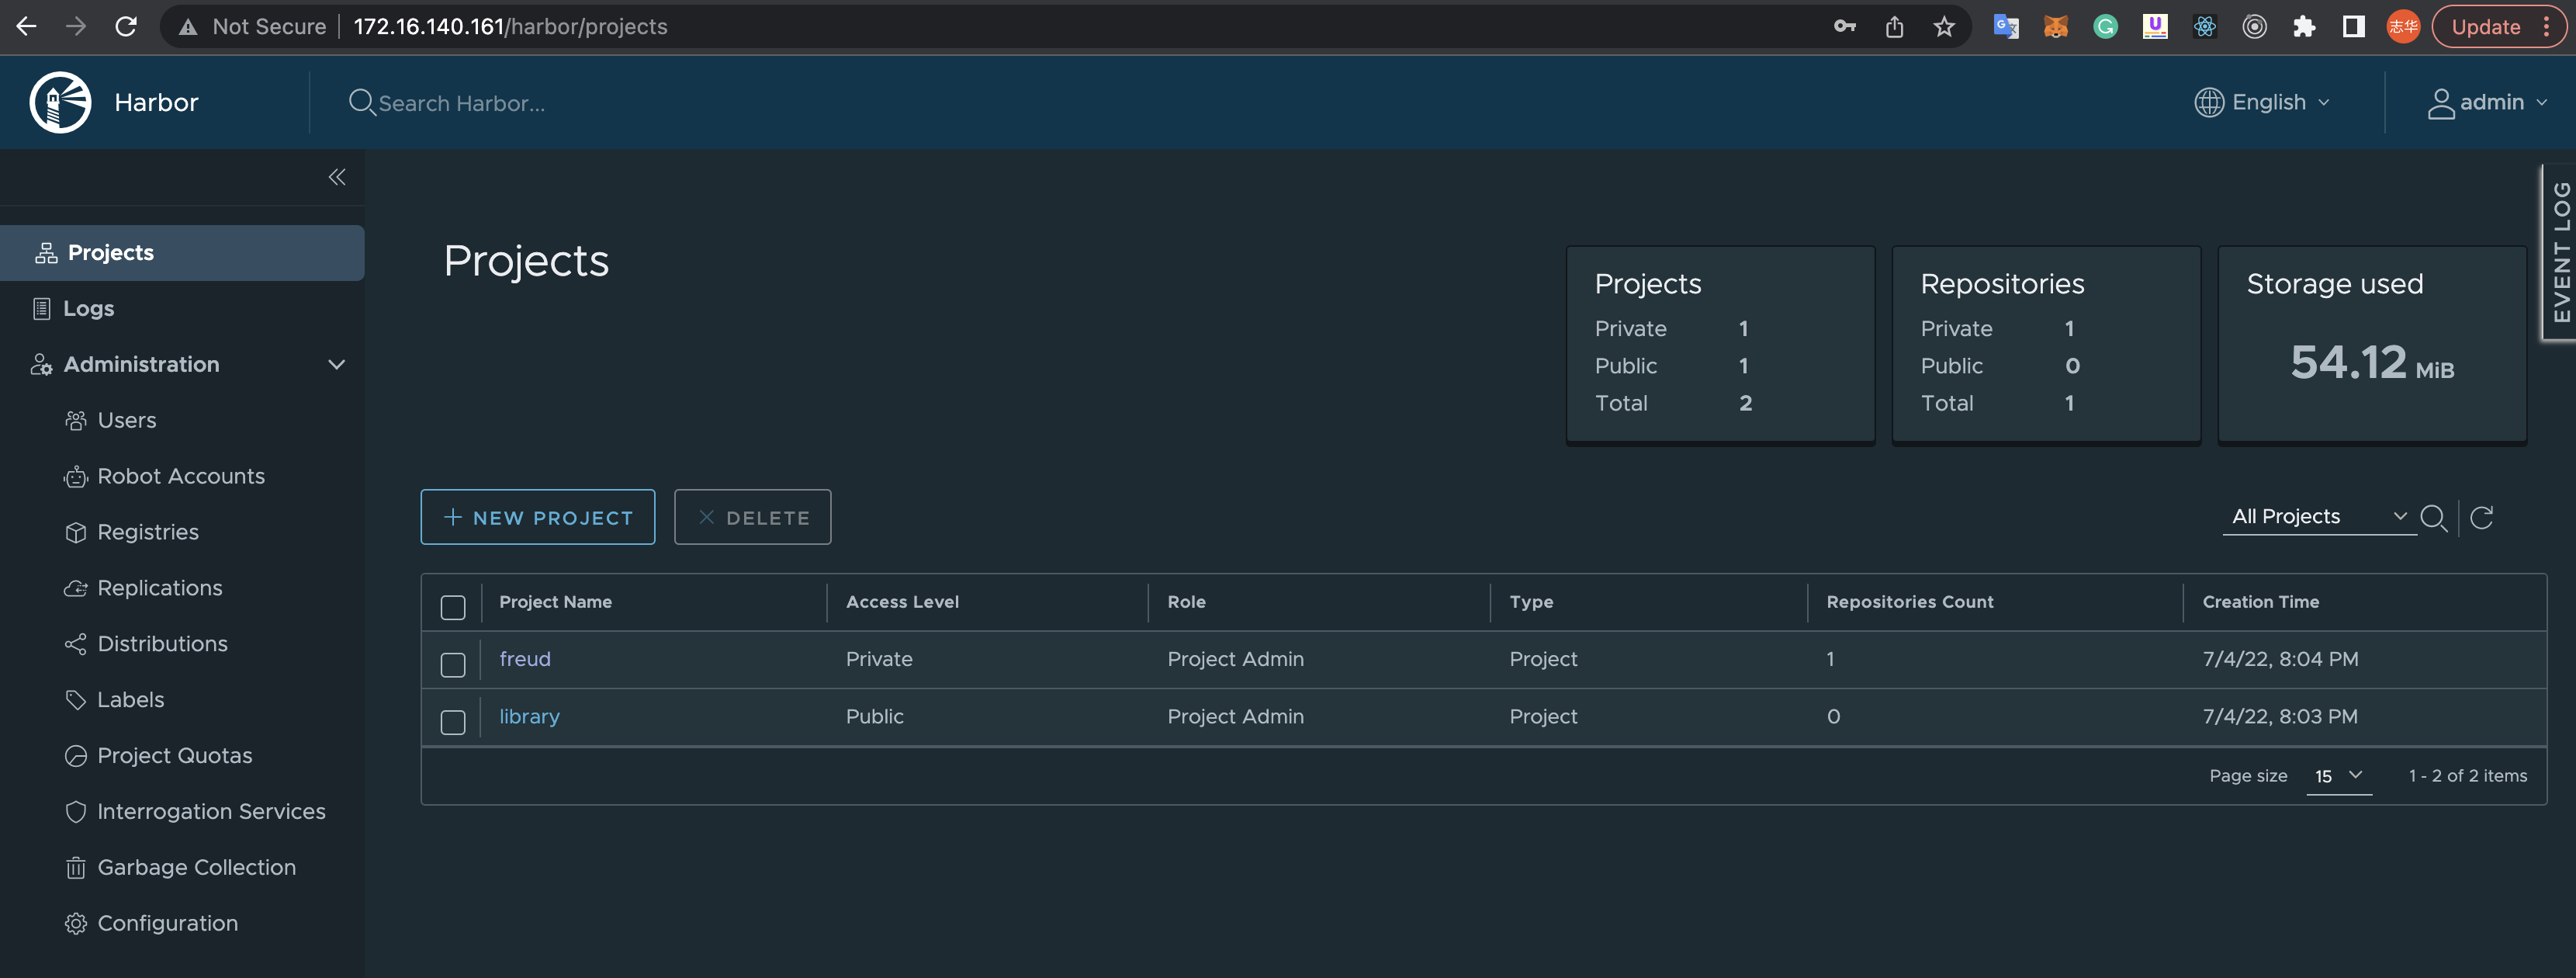 Not Secure 172.16.140.161/harbor/projects 志华 Update
Harbor Search Harbor... English admin
EVENT LOG
Projects
Logs
Administration
Users
Robot Accounts
Registries
Replications
Distributions
Labels
Project Quotas
Interrogation Services
Garbage Collection
Configuration
Projects
Projects
Private 1
Public 1
Total 2
Repositories
Private 1
Public 0
Total 1
Storage used
54.12 MiB
NEW PROJECT DELETE All Projects
Project Name Access Level Role Type Repositories Count Creation Time
freud Private Project Admin Project 1 7/4/22, 8:04 PM
library Public Project Admin Project 0 7/4/22, 8:03 PM
Page size 15 1 - 2 of 2 items